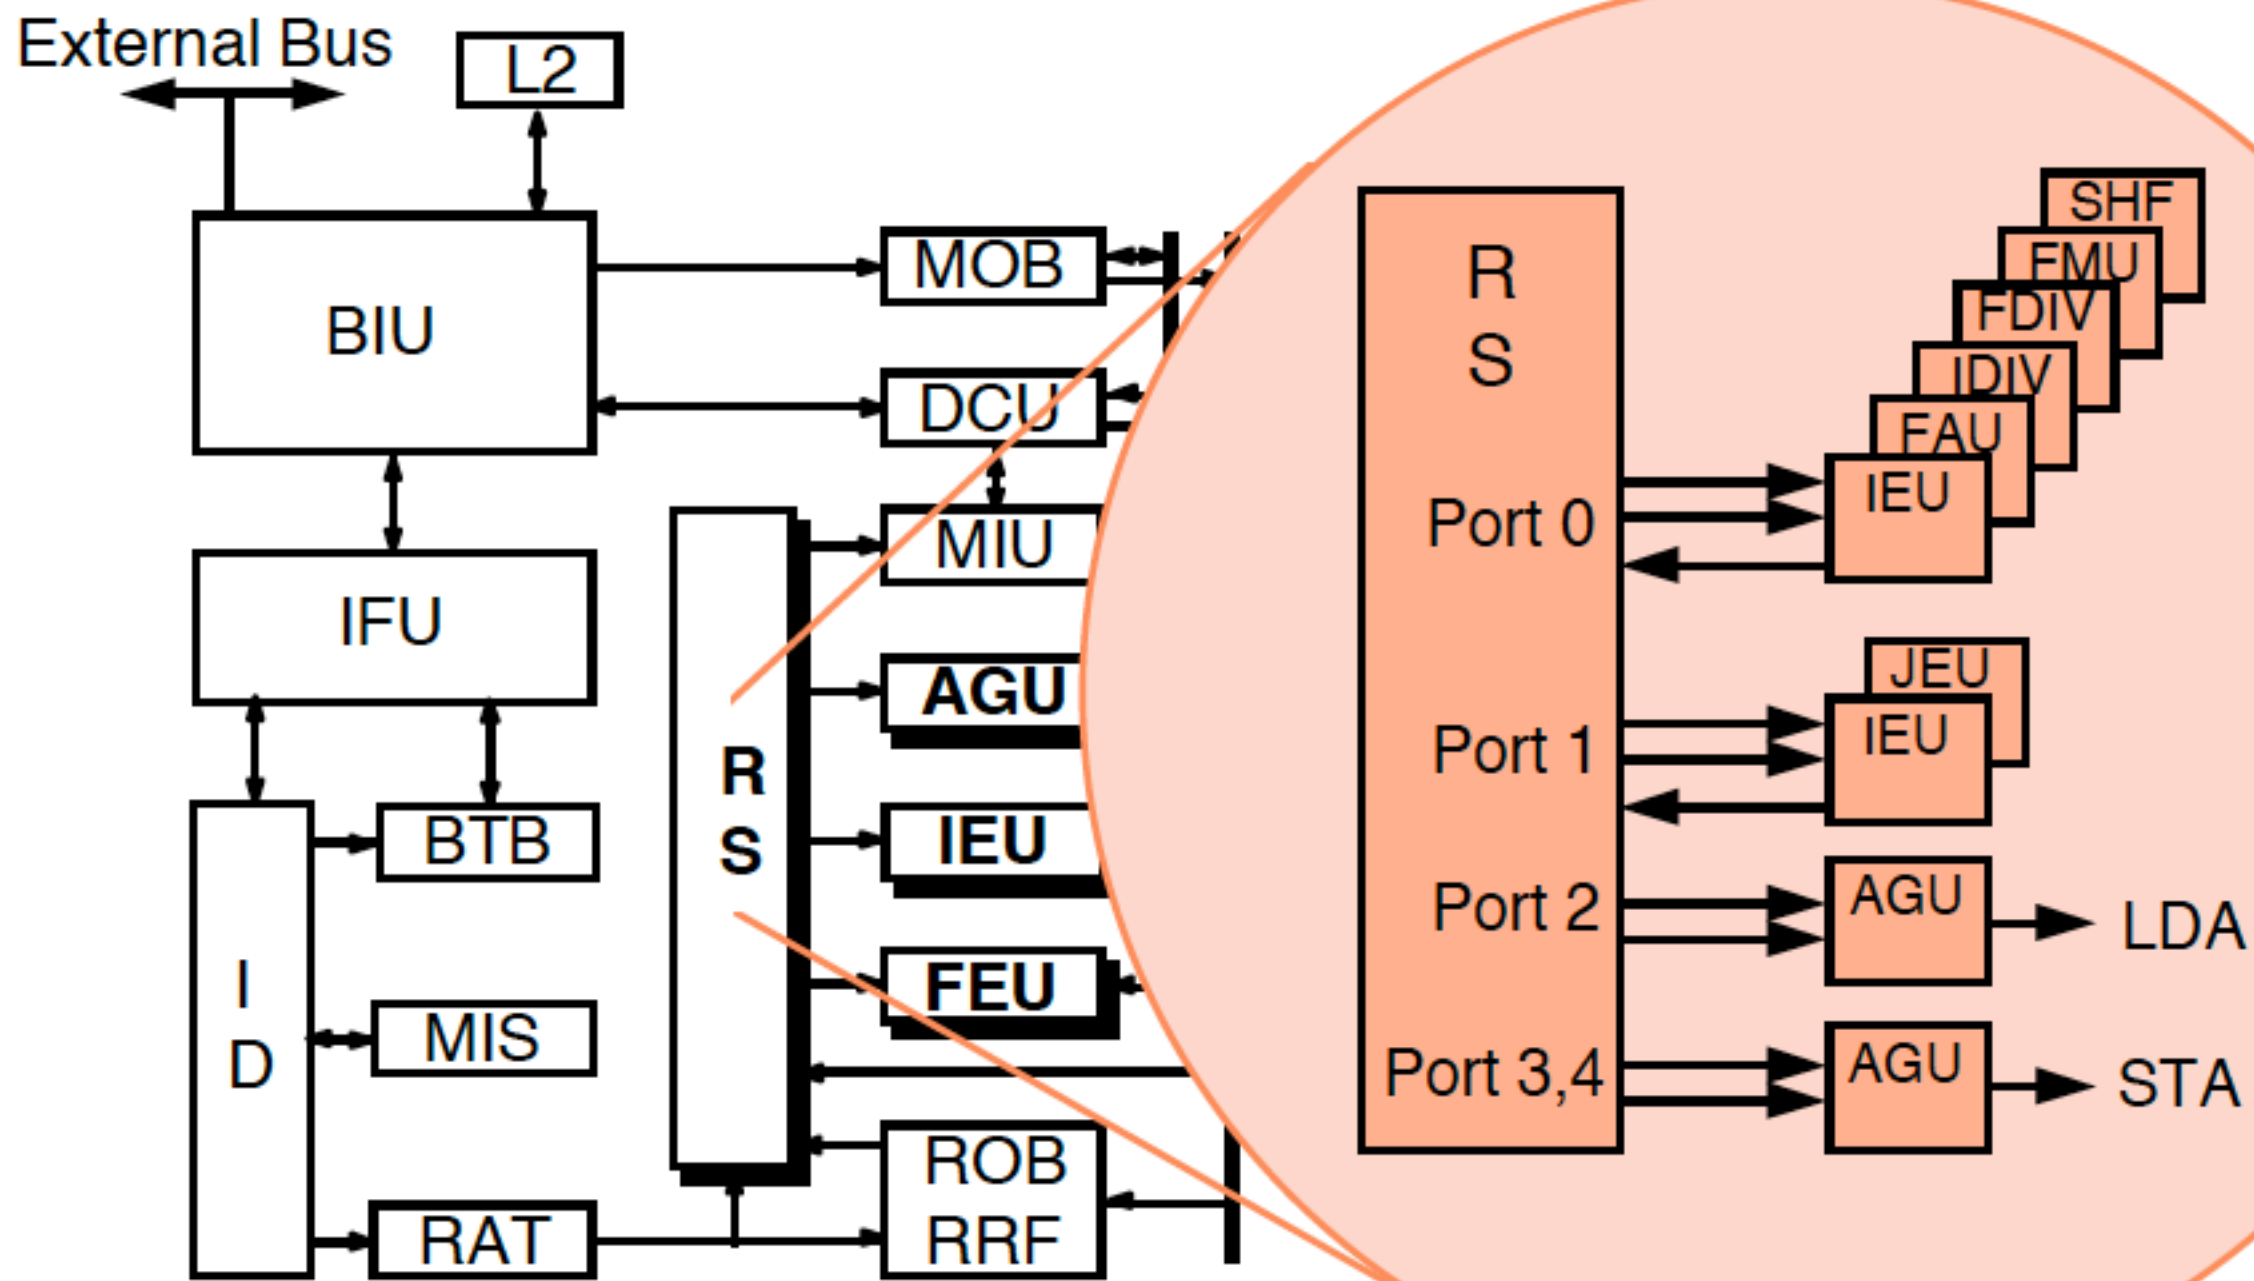 External Bus
L2
BIU
MOB
DCU
MIU
IFU
AGU
R
S
IEU
BTB
FEU
I
D
MIS
ROB
RRF
RAT
R
S
Port 0
Port 1
Port 2
Port 3,4
SHF
FMU
FDIV
IDIV
FAU
IEU
JEU
IEU
AGU
LDA
AGU
STA